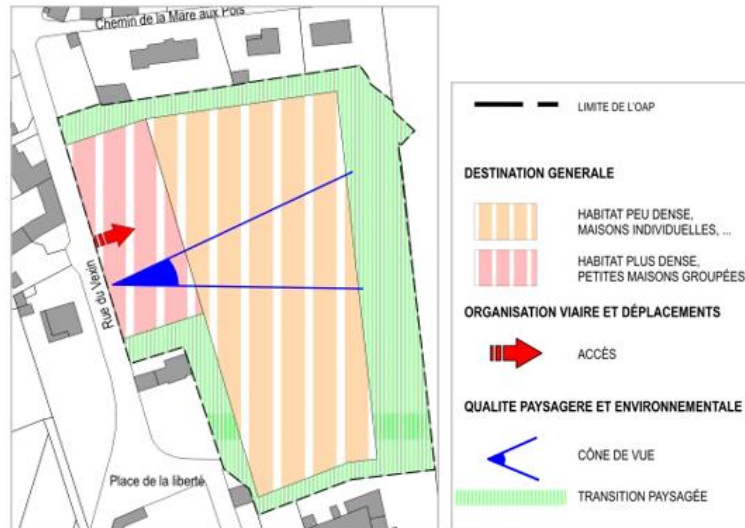 Chemin de la Mare aux Pois
Rue du Vexin
Place de la liberté
LIMITE DE L'OAP
DESTINATION GENERALE
HABITAT PEU DENSE,
MAISONS INDIVIDUELLES, ...
HABITAT PLUS DENSE,
PETITES MAISONS GROUPÉES
ORGANISATION VIAIRE ET DÉPLACEMENTS
ACCÈS
QUALITE PAYSAGERE ET ENVIRONNEMENTALE
CÔNE DE VUE
TRANSITION PAYSAGÉE